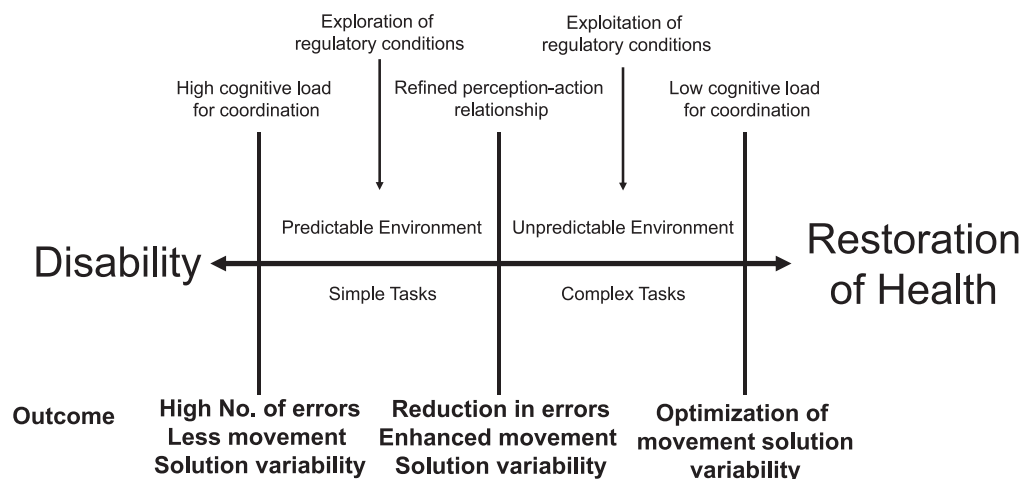 Exploration of
regulatory conditions
Exploitation of
regulatory conditions
High cognitive load
for coordination
Refined perception-action
relationship
Low cognitive load
for coordination
Predictable Environment
Unpredictable Environment
Disability
Restoration
of Health
Simple Tasks
Complex Tasks
Outcome
High No. of errors
Less movement
Solution variability
Reduction in errors
Enhanced movement
Solution variability
Optimization of
movement solution
variability